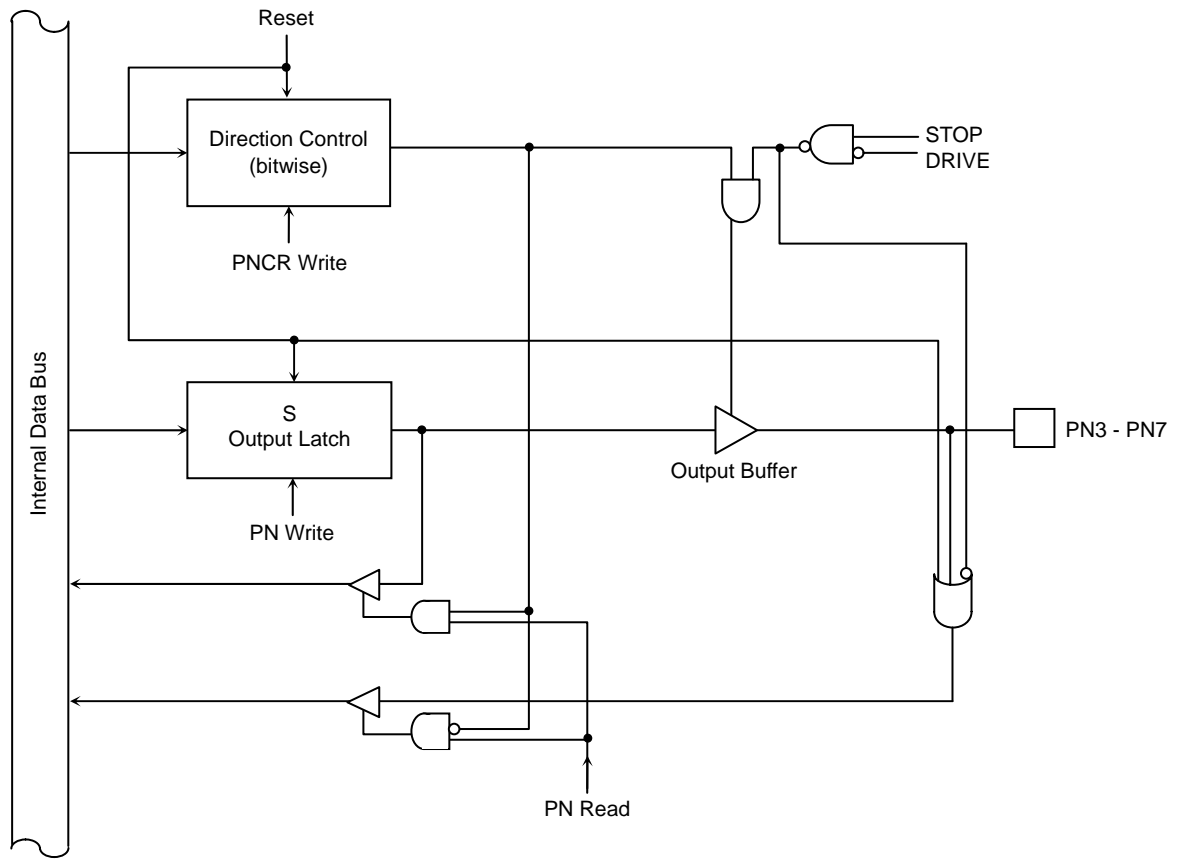 Reset
STOP
DRIVE
Direction Control
(bitwise)
PNCR Write
Internal Data Bus
S
Output Latch
PN3 - PN7
Output Buffer
PN Write
PN Read